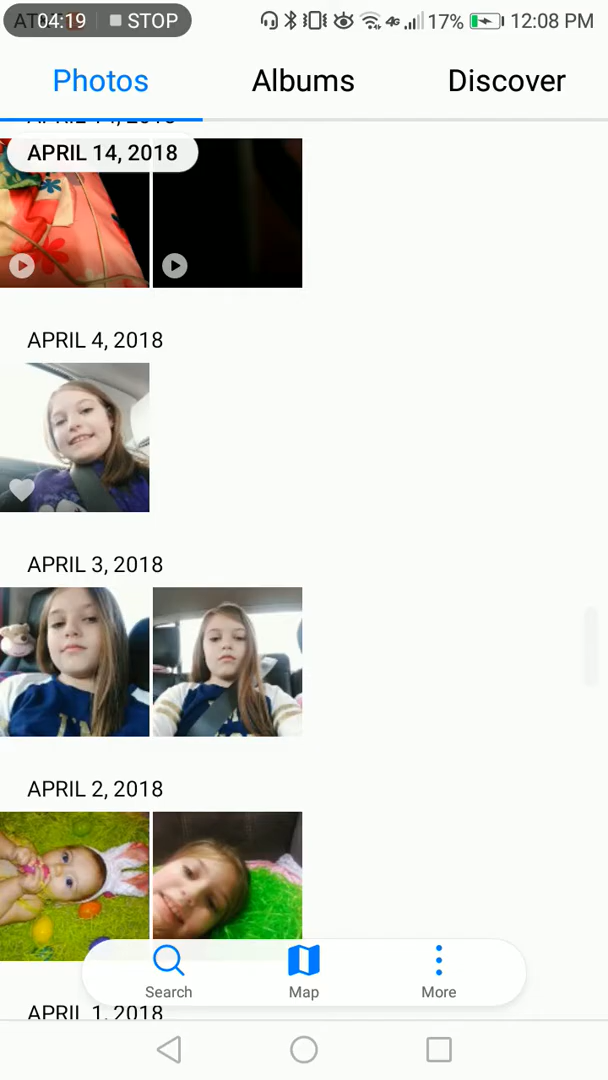 04:19 STOP 4G 17% 12:08 PM
Photos Albums Discover
APRIL 14, 2018
APRIL 4, 2018
APRIL 3, 2018
APRIL 2, 2018
Search Map More
APRIL 1, 2018